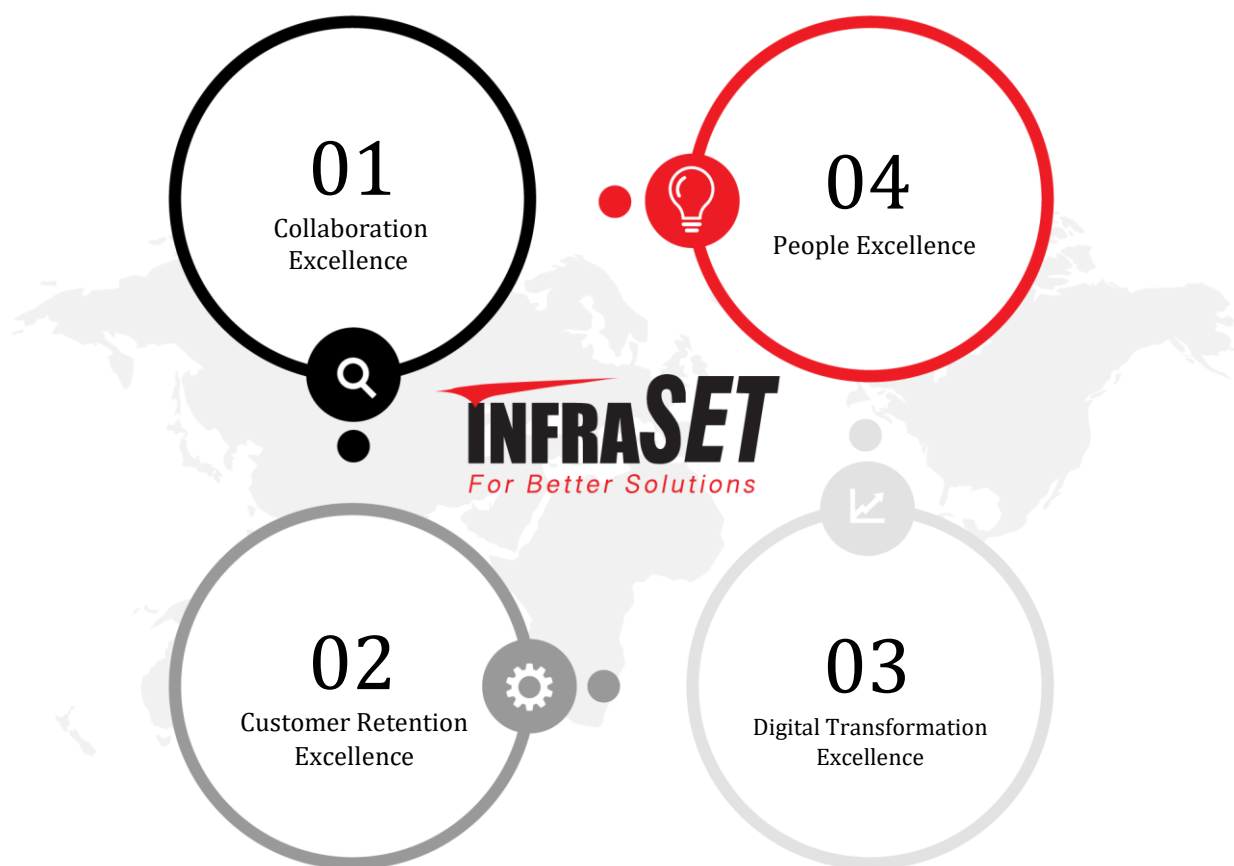 01
Collaboration
Excellence
04
People Excellence
INFRASET
For Better Solutions
02
Customer Retention
Excellence
03
Digital Transformation
Excellence